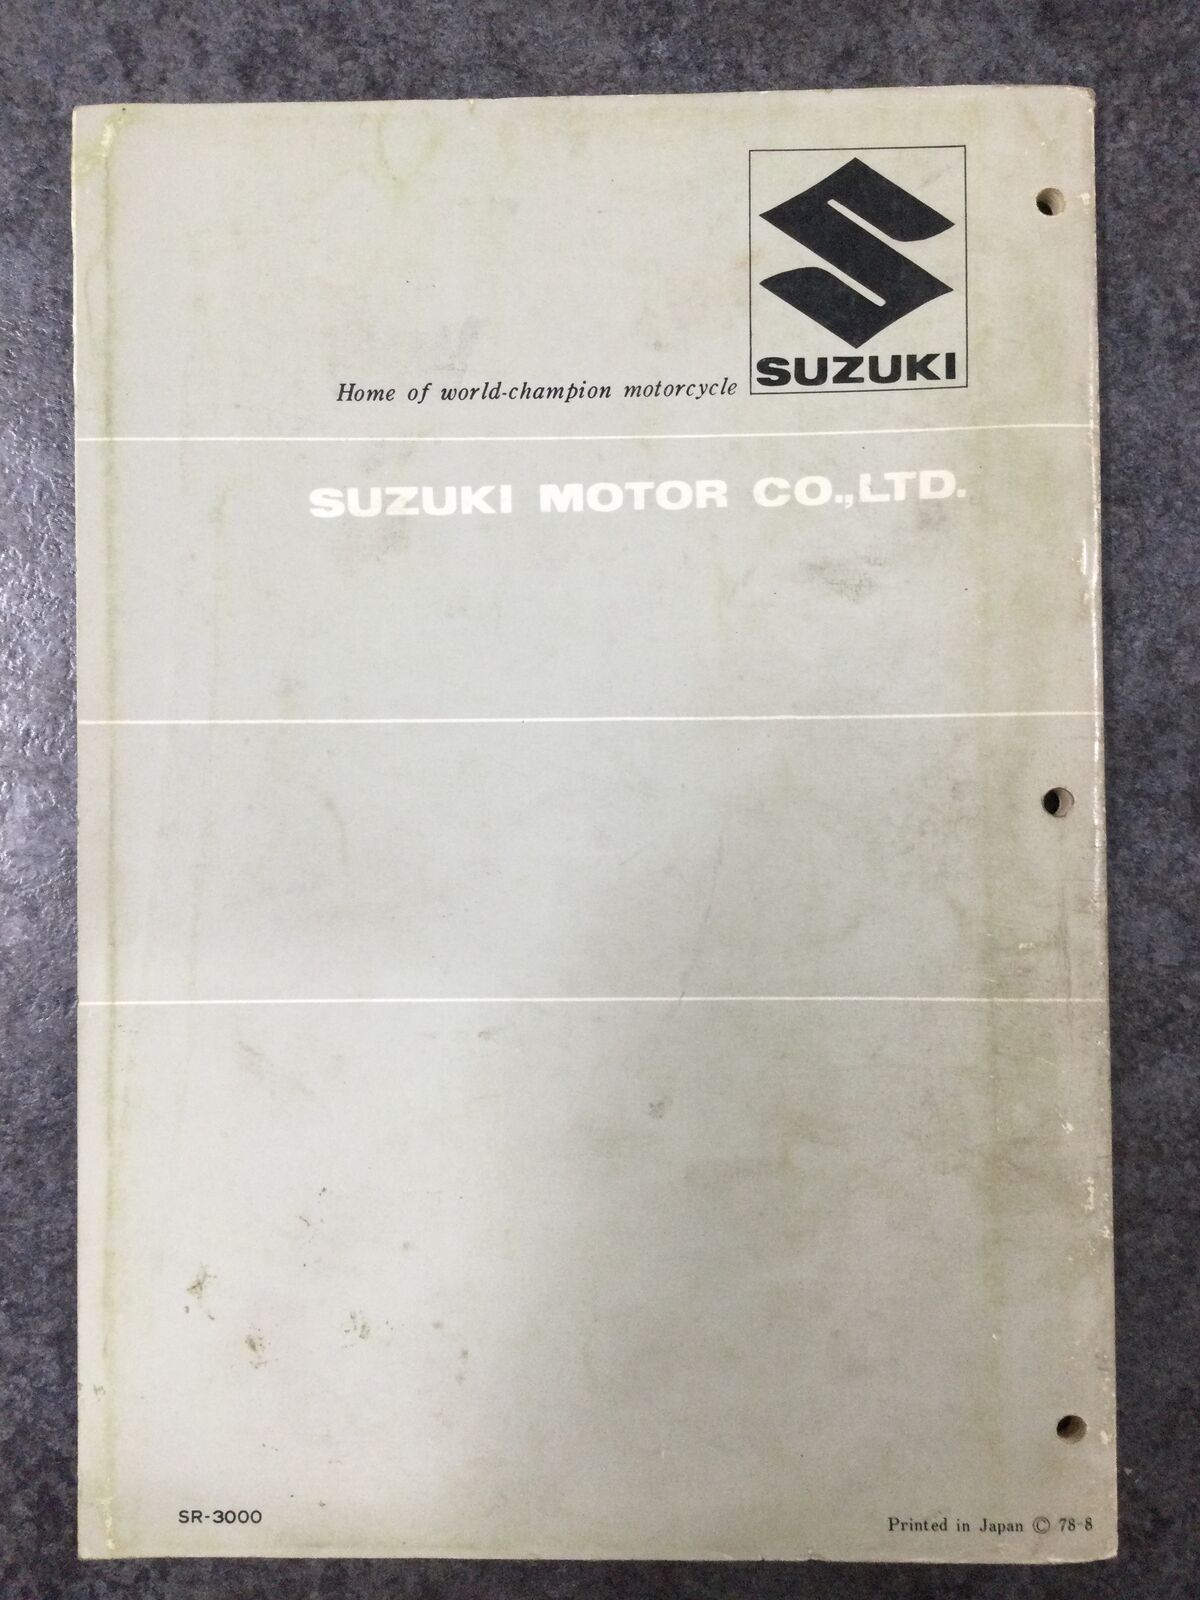 SUZUKI
Home of world-champion motorcycle
SUZUKI MOTOR CO.,LTD.
SR-3000
Printed in Japan © 78-8